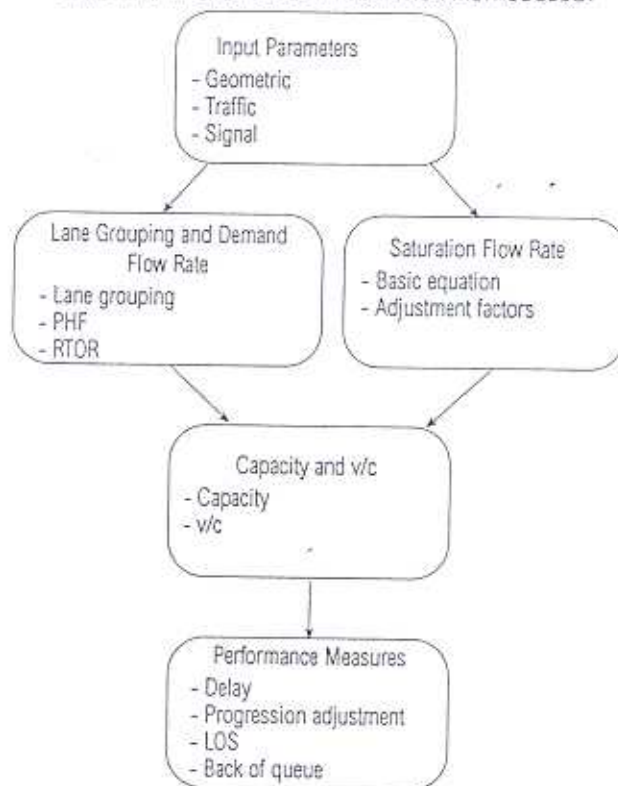 Input Parameters
- Geometric
- Traffic
- Signal
Lane Grouping and Demand
Flow Rate
- Lane grouping
- PHF
- RTOR
Saturation Flow Rate
- Basic equation
- Adjustment factors
Capacity and v/c
- Capacity
- v/c
Performance Measures
- Delay
- Progression adjustment
- LOS
- Back of queue